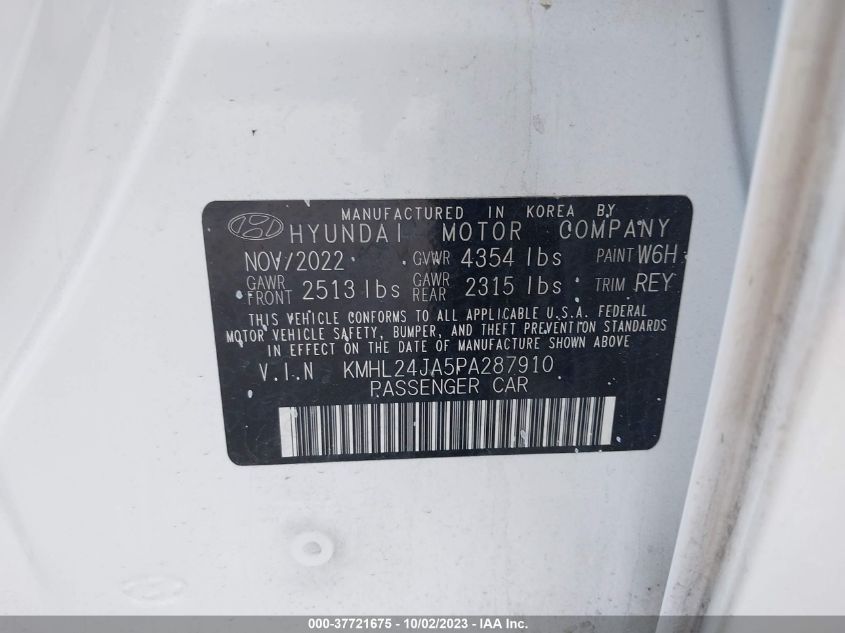 MANUFACTURED IN KOREA BY
HYUNDAI MOTOR COMPANY
NOV/2022 GVWR 4354 lbs PAINT W6H
GAWR FRONT 2513 lbs GAWR REAR 2315 lbs TRIM REY
THIS VEHICLE CONFORMS TO ALL APPLICABLE U.S.A. FEDERAL
MOTOR VEHICLE SAFETY, BUMPER, AND THEFT PREVENTION STANDARDS
IN EFFECT ON THE DATE OF MANUFACTURE SHOWN ABOVE.
V.I.N KMHL24JA5PA287910
PASSENGER CAR
000-37721675 - 10/02/2023 - IAAI.com